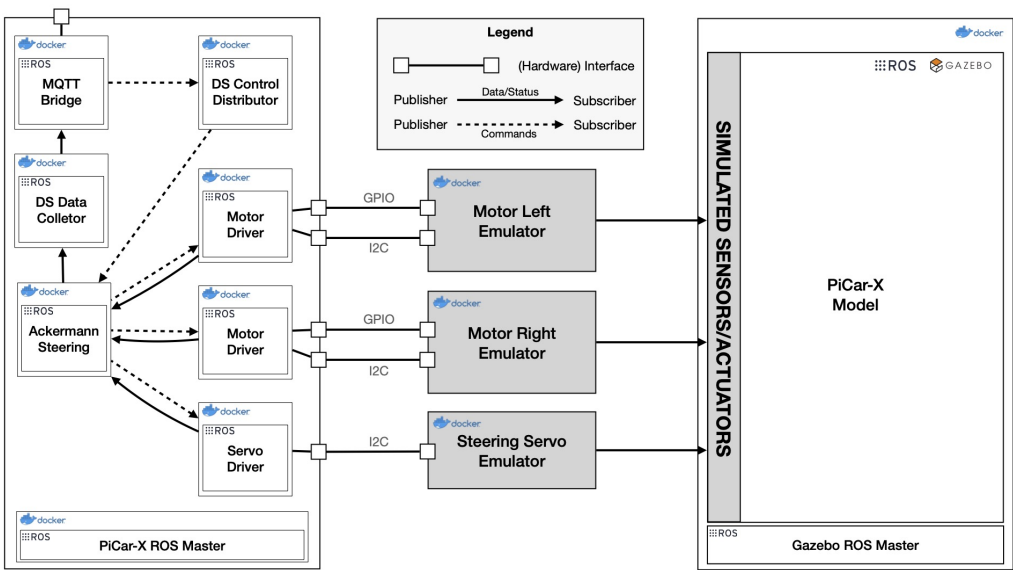 docker
ROS
MQTT
Bridge
docker
ROS
DS Control
Distributor
docker
ROS
DS Data
Colletor
docker
ROS
Motor
Driver
docker
ROS
Ackermann
Steering
docker
ROS
Motor
Driver
docker
ROS
Servo
Driver
docker
ROS
PiCar-X ROS Master
Legend
(Hardware) Interface
Publisher
Data/Status
Subscriber
Publisher
Commands
Subscriber
GPIO
I2C
docker
Motor Left
Emulator
GPIO
I2C
docker
Motor Right
Emulator
I2C
docker
Steering Servo
Emulator
docker
ROS
GAZEBO
SIMULATED SENSORS/ACTUATORS
PiCar-X
Model
ROS
Gazebo ROS Master